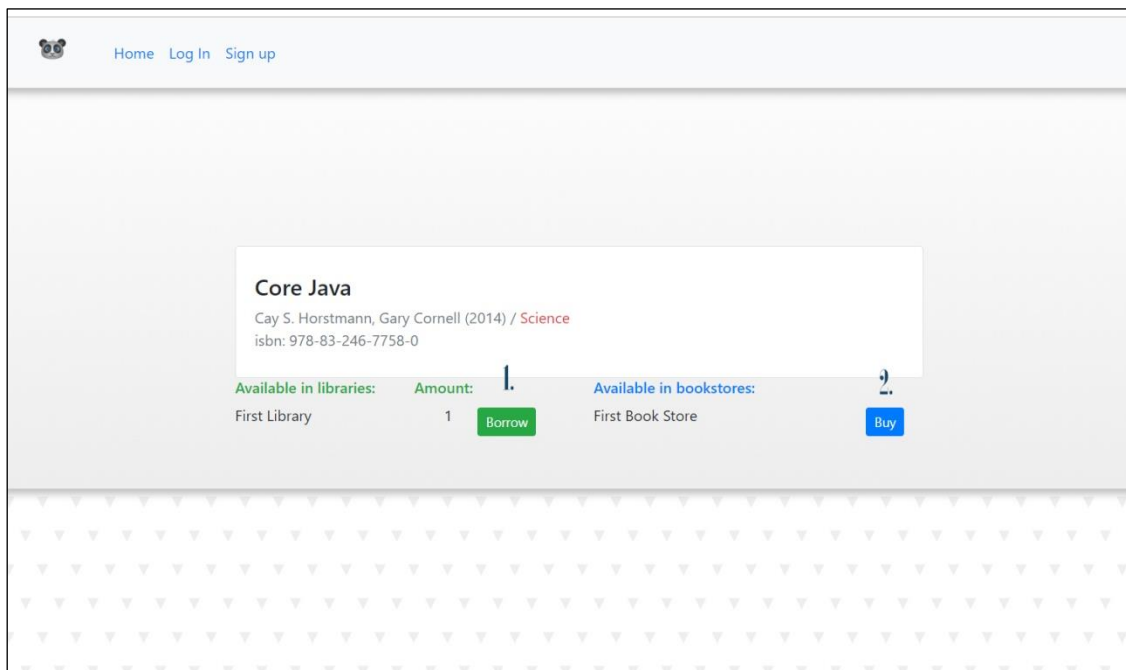 Home Log In Sign up
Core Java
Cay S. Horstmann, Gary Cornell (2014) / Science
isbn: 978-83-246-7758-0
1.
2.
Available in libraries: Amount: Available in bookstores:
First Library 1 Borrow First Book Store Buy